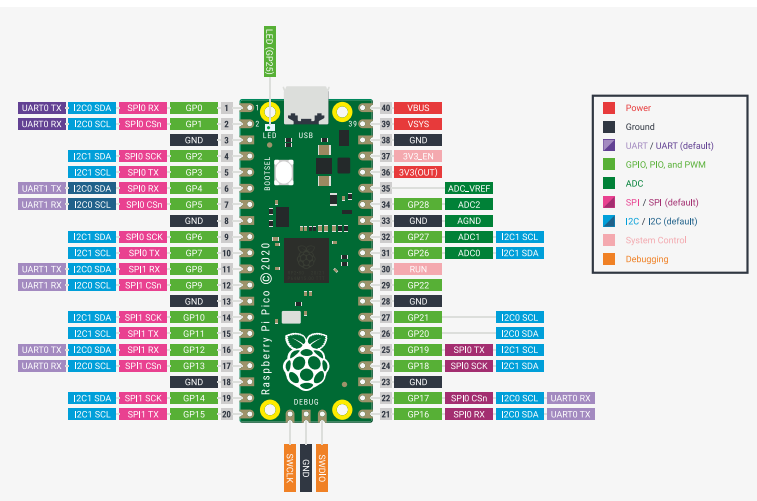 LED (GP25)
UART0 TX I2C0 SDA SPI0 RX GP0 1
UART0 RX I2C0 SCL SPI0 CSn GP1 2
GND 3
I2C1 SDA SPI0 SCK GP2 4
I2C1 SCL SPI0 TX GP3 5
UART1 TX I2C0 SDA SPI0 RX GP4 6
UART1 RX I2C0 SCL SPI0 CSn GP5 7
GND 8
I2C1 SDA SPI0 SCK GP6 9
I2C1 SCL SPI0 TX GP7 10
UART1 TX I2C0 SDA SPI1 RX GP8 11
UART1 RX I2C0 SCL SPI1 CSn GP9 12
GND 13
I2C1 SDA SPI1 SCK GP10 14
I2C1 SCL SPI1 TX GP11 15
UART0 TX I2C0 SDA SPI1 RX GP12 16
UART0 RX I2C0 SCL SPI1 CSn GP13 17
GND 18
I2C1 SDA SPI1 SCK GP14 19
I2C1 SCL SPI1 TX GP15 20
1
2
39
LED
USB
BOOTSEL
Raspberry Pi Pico © 2020
DEBUG
40 VBUS
39 VSYS
38 GND
37 3V3_EN
36 3V3(OUT)
35 ADC_VREF
34 GP28 ADC2
33 GND AGND
32 GP27 ADC1 I2C1 SCL
31 GP26 ADC0 I2C1 SDA
30 RUN
29 GP22
28 GND
27 GP21 I2C0 SCL
26 GP20 I2C0 SDA
25 GP19 SPI0 TX I2C1 SCL
24 GP18 SPI0 SCK I2C1 SDA
23 GND
22 GP17 SPI0 CSn I2C0 SCL UART0 RX
21 GP16 SPI0 RX I2C0 SDA UART0 TX
SWCLK
GND
SWDIO
Power
Ground
UART / UART (default)
GPIO, PIO, and PWM
ADC
SPI / SPI (default)
I2C / I2C (default)
System Control
Debugging